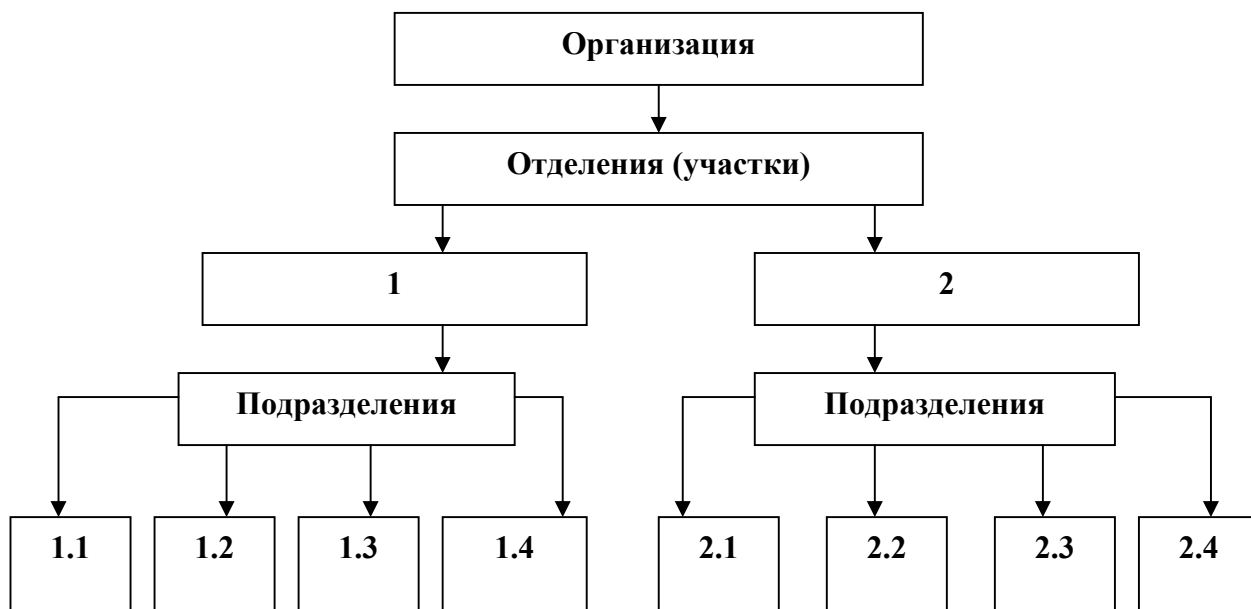 Организация
Отделения (участки)
1
2
Подразделения
Подразделения
1.1
1.2
1.3
1.4
2.1
2.2
2.3
2.4